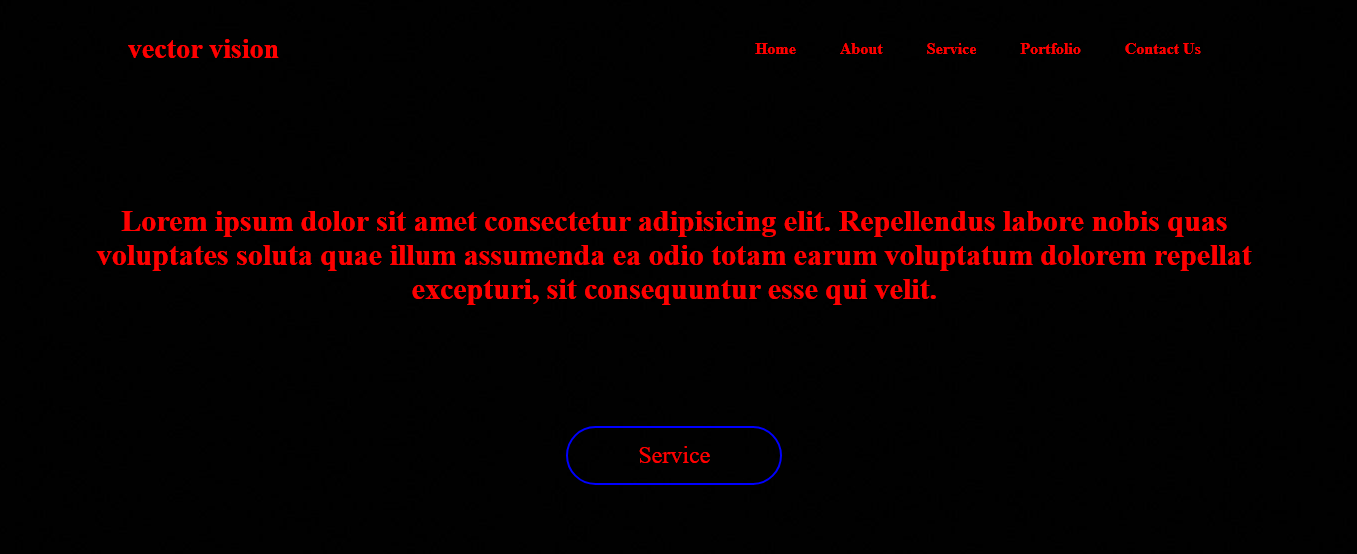 vector vision
Home About Service Portfolio Contact Us
Lorem ipsum dolor sit amet consectetur adipisicing elit. Repellendus labore nobis quas
voluptates soluta quae illum assumenda ea odio totam earum voluptatum dolorem repellat
excepturi, sit consequuntur esse qui velit.
Service